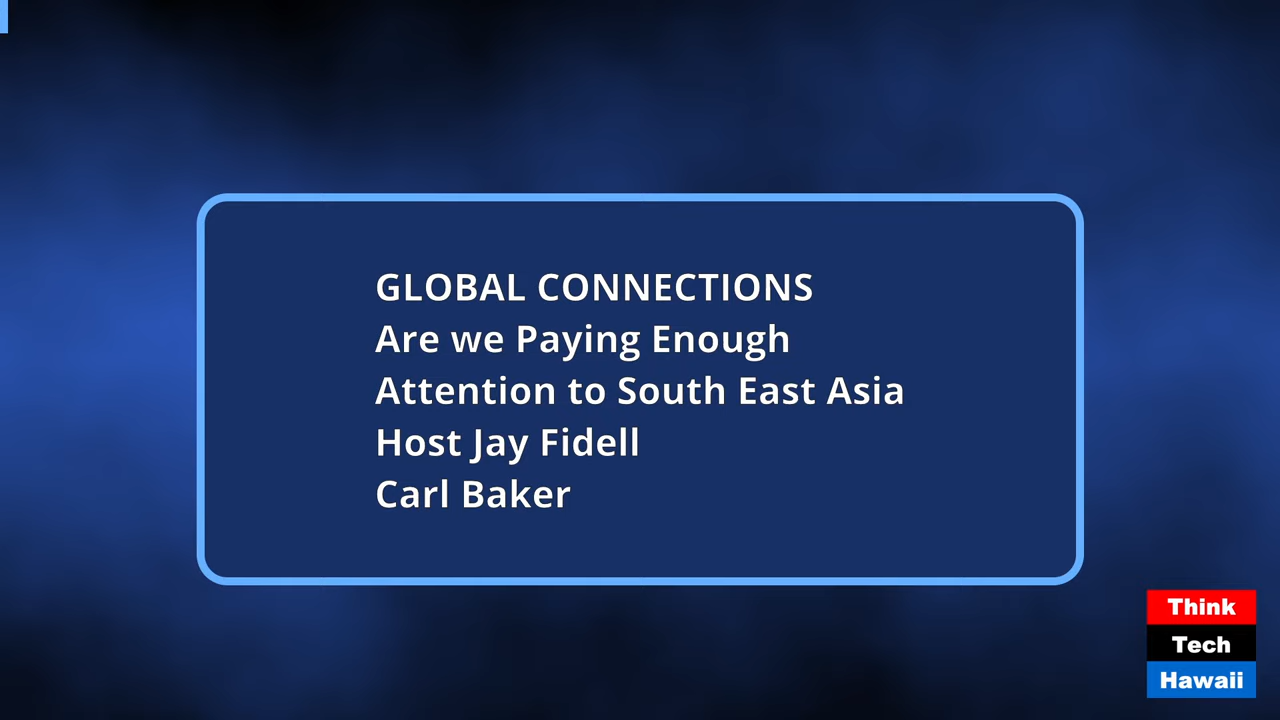 GLOBAL CONNECTIONS
Are we Paying Enough
Attention to South East Asia
Host Jay Fidell
Carl Baker
Think
Tech
Hawaii